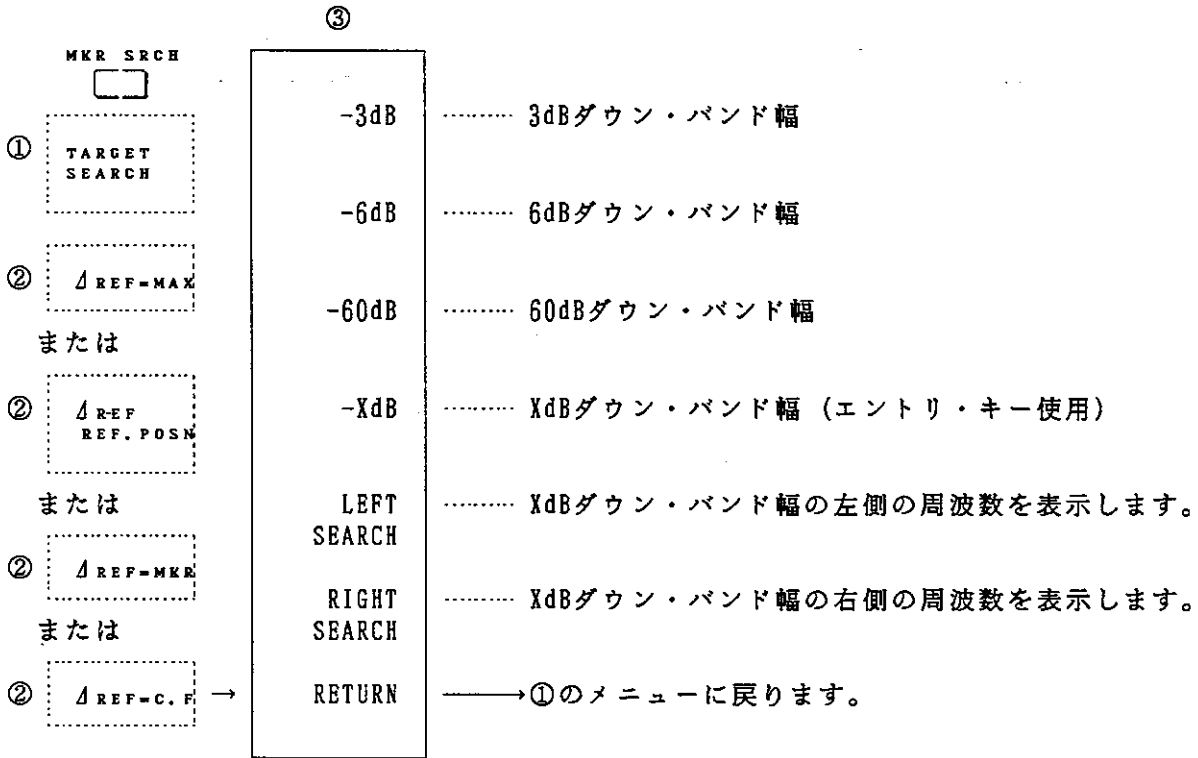 ③
MKR SRCH
① TARGET
SEARCH
② ⊿REF=MAX
または
② ⊿REF
REF.POSN
または
② ⊿REF=MKR
または
② ⊿REF=C.F →
-3dB ……… 3dBダウン・バンド幅
-6dB ……… 6dBダウン・バンド幅
-60dB ……… 60dBダウン・バンド幅
-XdB ……… XdBダウン・バンド幅 (エントリ・キー使用)
LEFT ……… XdBダウン・バンド幅の左側の周波数を表示します。
SEARCH
RIGHT ……… XdBダウン・バンド幅の右側の周波数を表示します。
SEARCH
RETURN ⟶①のメニューに戻ります。